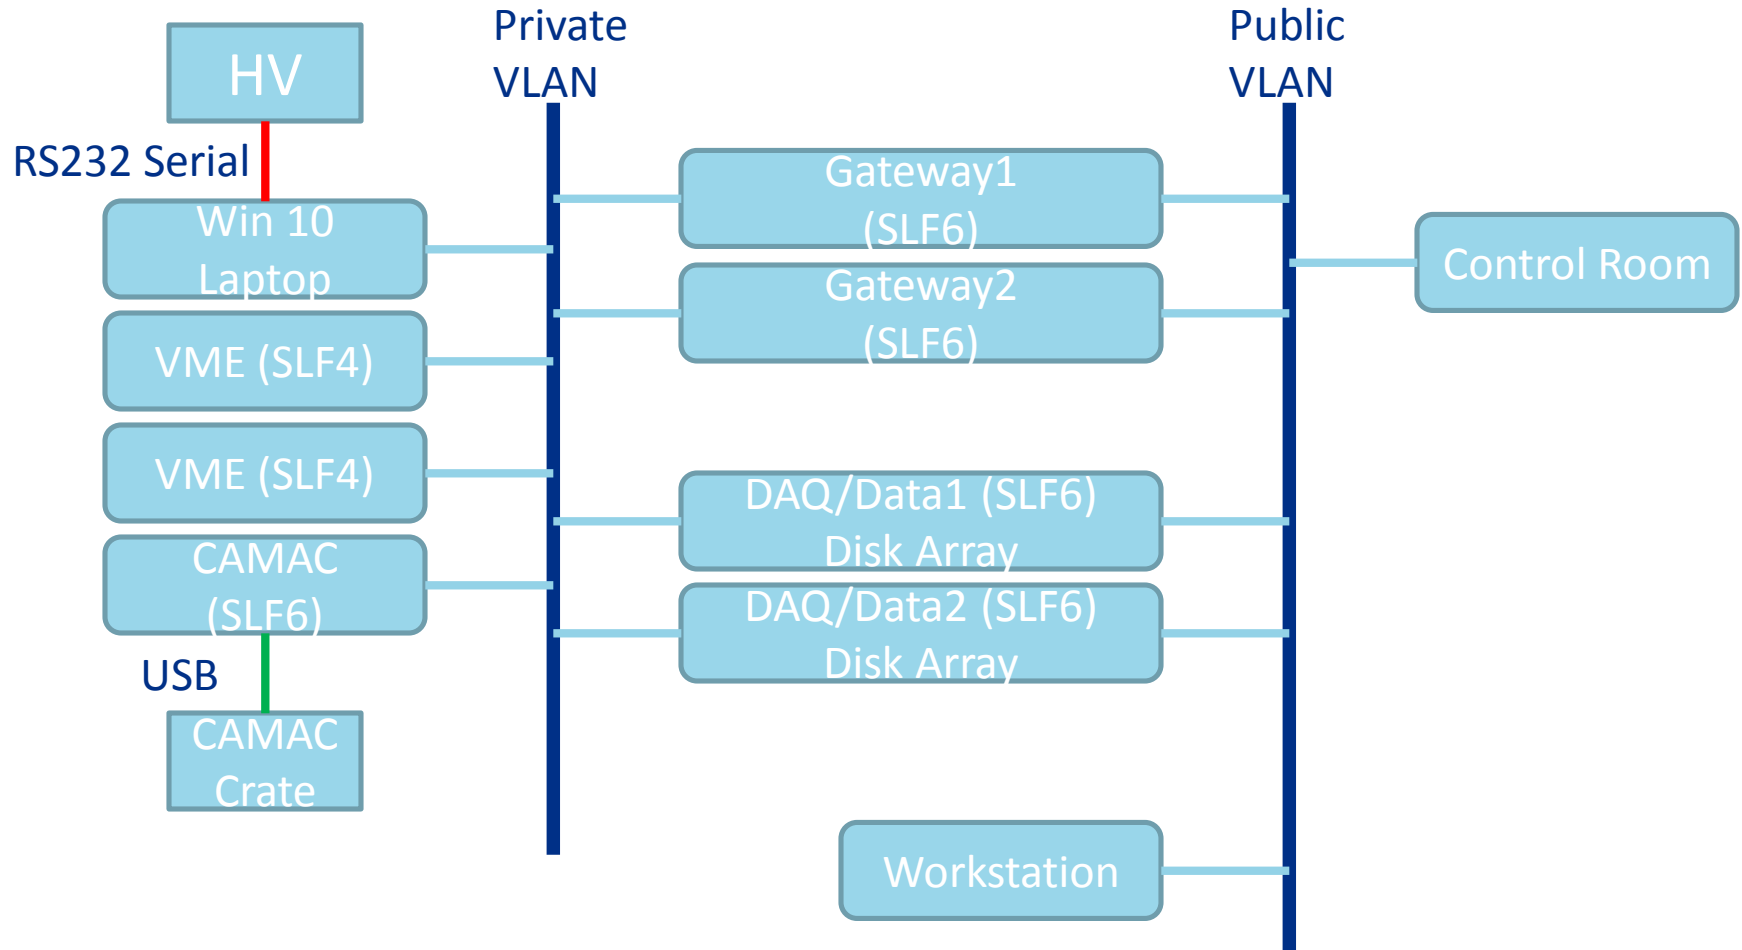 HV
RS232 Serial
Win 10
Laptop
VME (SLF4)
VME (SLF4)
CAMAC
(SLF6)
USB
CAMAC
Crate
Private
VLAN
Gateway1
(SLF6)
Gateway2
(SLF6)
DAQ/Data1 (SLF6)
Disk Array
DAQ/Data2 (SLF6)
Disk Array
Workstation
Public
VLAN
Control Room